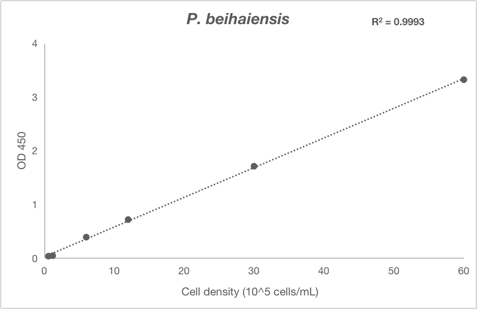 P. beihaiensis
R² = 0.9993
4
3
2
1
0
OD 450
0 10 20 30 40 50 60
Cell density (10^5 cells/mL)